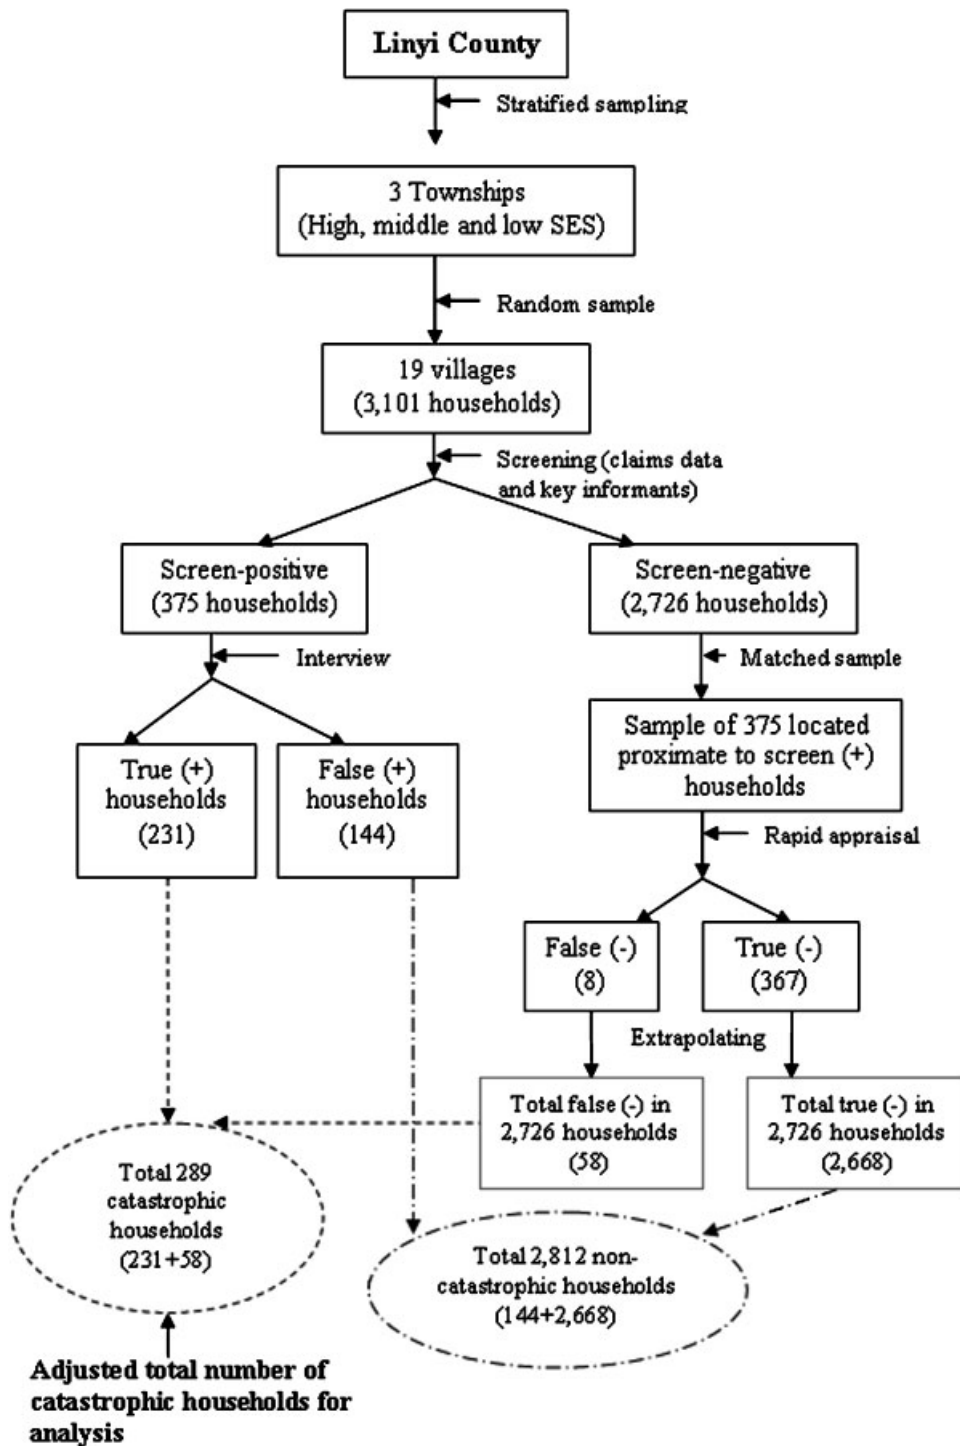 Linyi County
Stratified sampling
3 Townships
(High, middle and low SES)
Random sample
19 villages
(3,101 households)
Screening (claims data
and key informants)
Screen-positive
(375 households)
Screen-negative
(2,726 households)
Interview
Matched sample
True (+)
households
(231)
False (+)
households
(144)
Sample of 375 located
proximate to screen (+)
households
Rapid appraisal
False (-)
(8)
True (-)
(367)
Extrapolating
Total false (-) in
2,726 households
(58)
Total true (-) in
2,726 households
(2,668)
Total 289
catastrophic
households
(231+58)
Total 2,812 non-
catastrophic households
(144+2,668)
Adjusted total number of
catastrophic households for
analysis